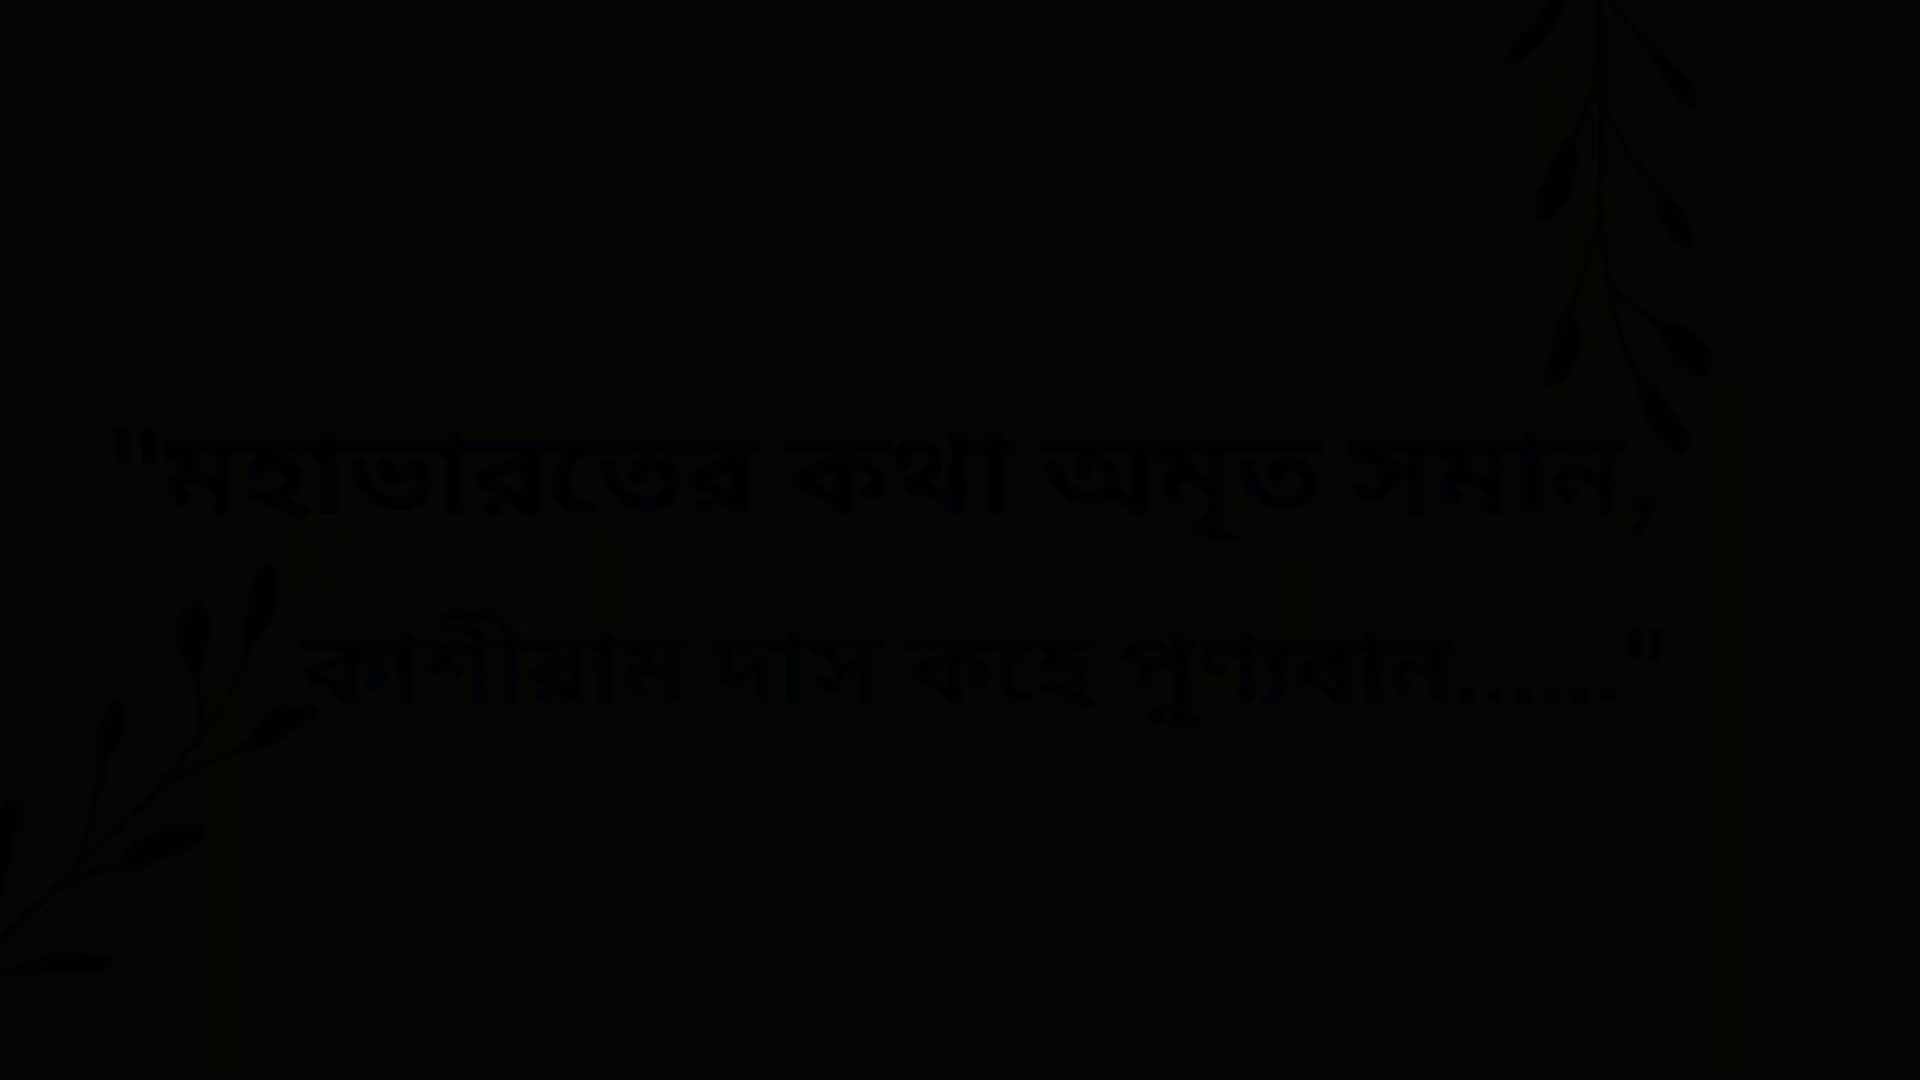 "মহাভারতের কথা অমৃত সমান,
কাশীরাম দাস কহে পুণ্যবান......"